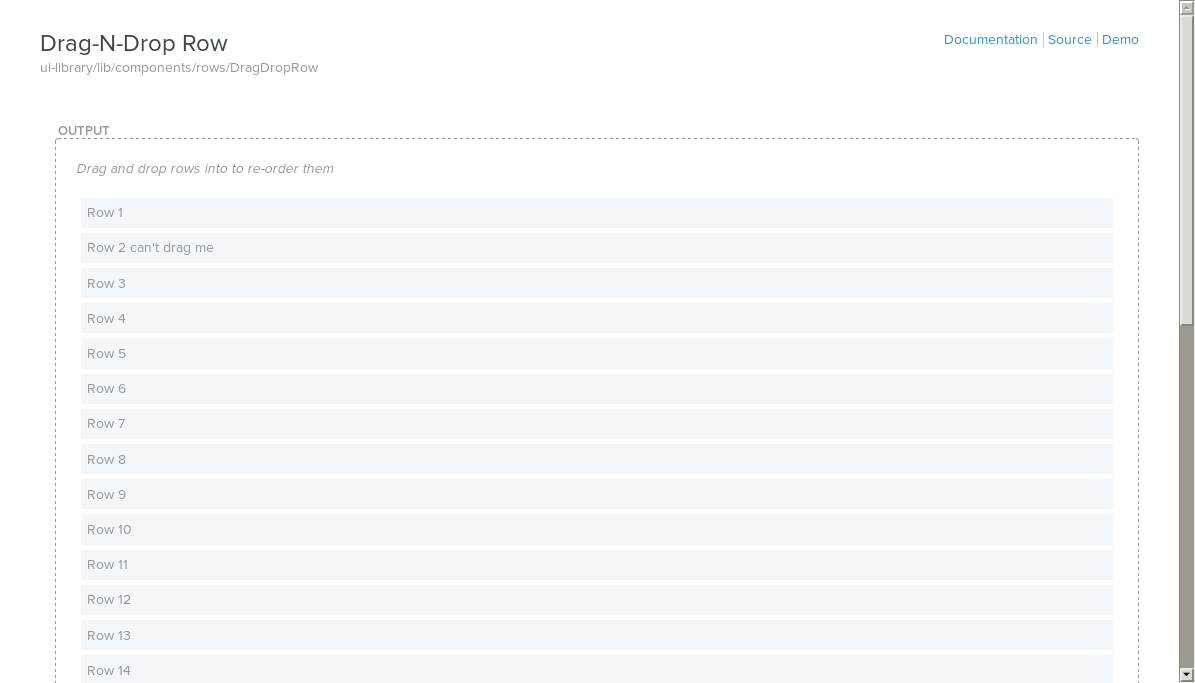 Drag-N-Drop Row
ui-library/lib/components/rows/DragDropRow
Documentation
Source
Demo
OUTPUT
Drag and drop rows into to re-order them
Row 1
Row 2 can't drag me
Row 3
Row 4
Row 5
Row 6
Row 7
Row 8
Row 9
Row 10
Row 11
Row 12
Row 13
Row 14